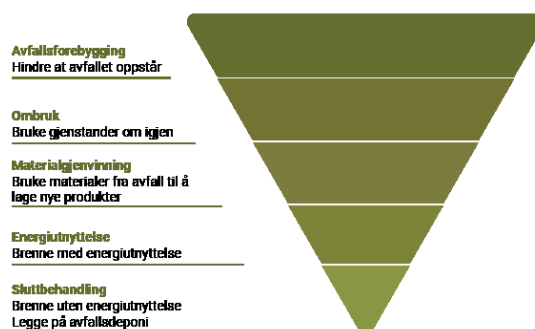 Avfallsforebygging
Hindre at avfallet oppstår
Ombruk
Bruke gjenstander om igjen
Materialgjenvinning
Bruke materialer fra avfall til å
lage nye produkter
Energiutnyttelse
Brenne med energiutnyttelse
Sluttbehandling
Brenne uten energiutnyttelse
Legge på avfallsdeponi